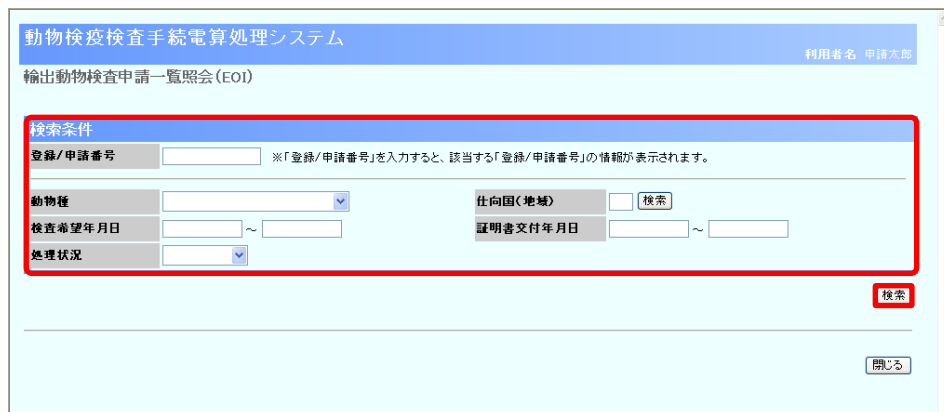 動物検疫検査手続電算処理システム
利用者名 申請太郎
輸出動物検査申請一覧照会(EOI)
検索条件
登録/申請番号 ※「登録/申請番号」を入力すると、該当する「登録/申請番号」の情報が表示されます。
動物種 仕向国(地域) 検索
検査希望年月日 ～ 証明書交付年月日 ～
処理状況
検索
閉じる